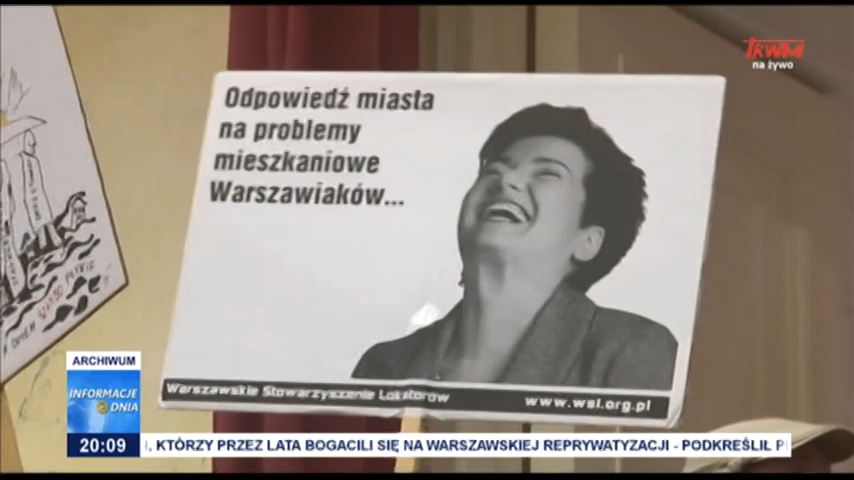 TRWAM
na żywo
Odpowiedź miasta
na problemy
mieszkaniowe
Warszawiaków...
Warszawskie Stowarzyszenie Lokatorów
www.wsl.org.pl
ARCHIWUM
INFORMACJE
DNIA
20:09
I, KTÓRZY PRZEZ LATA BOGACILI SIĘ NA WARSZAWSKIEJ REPRYWATYZACJI - PODKREŚLIŁ P